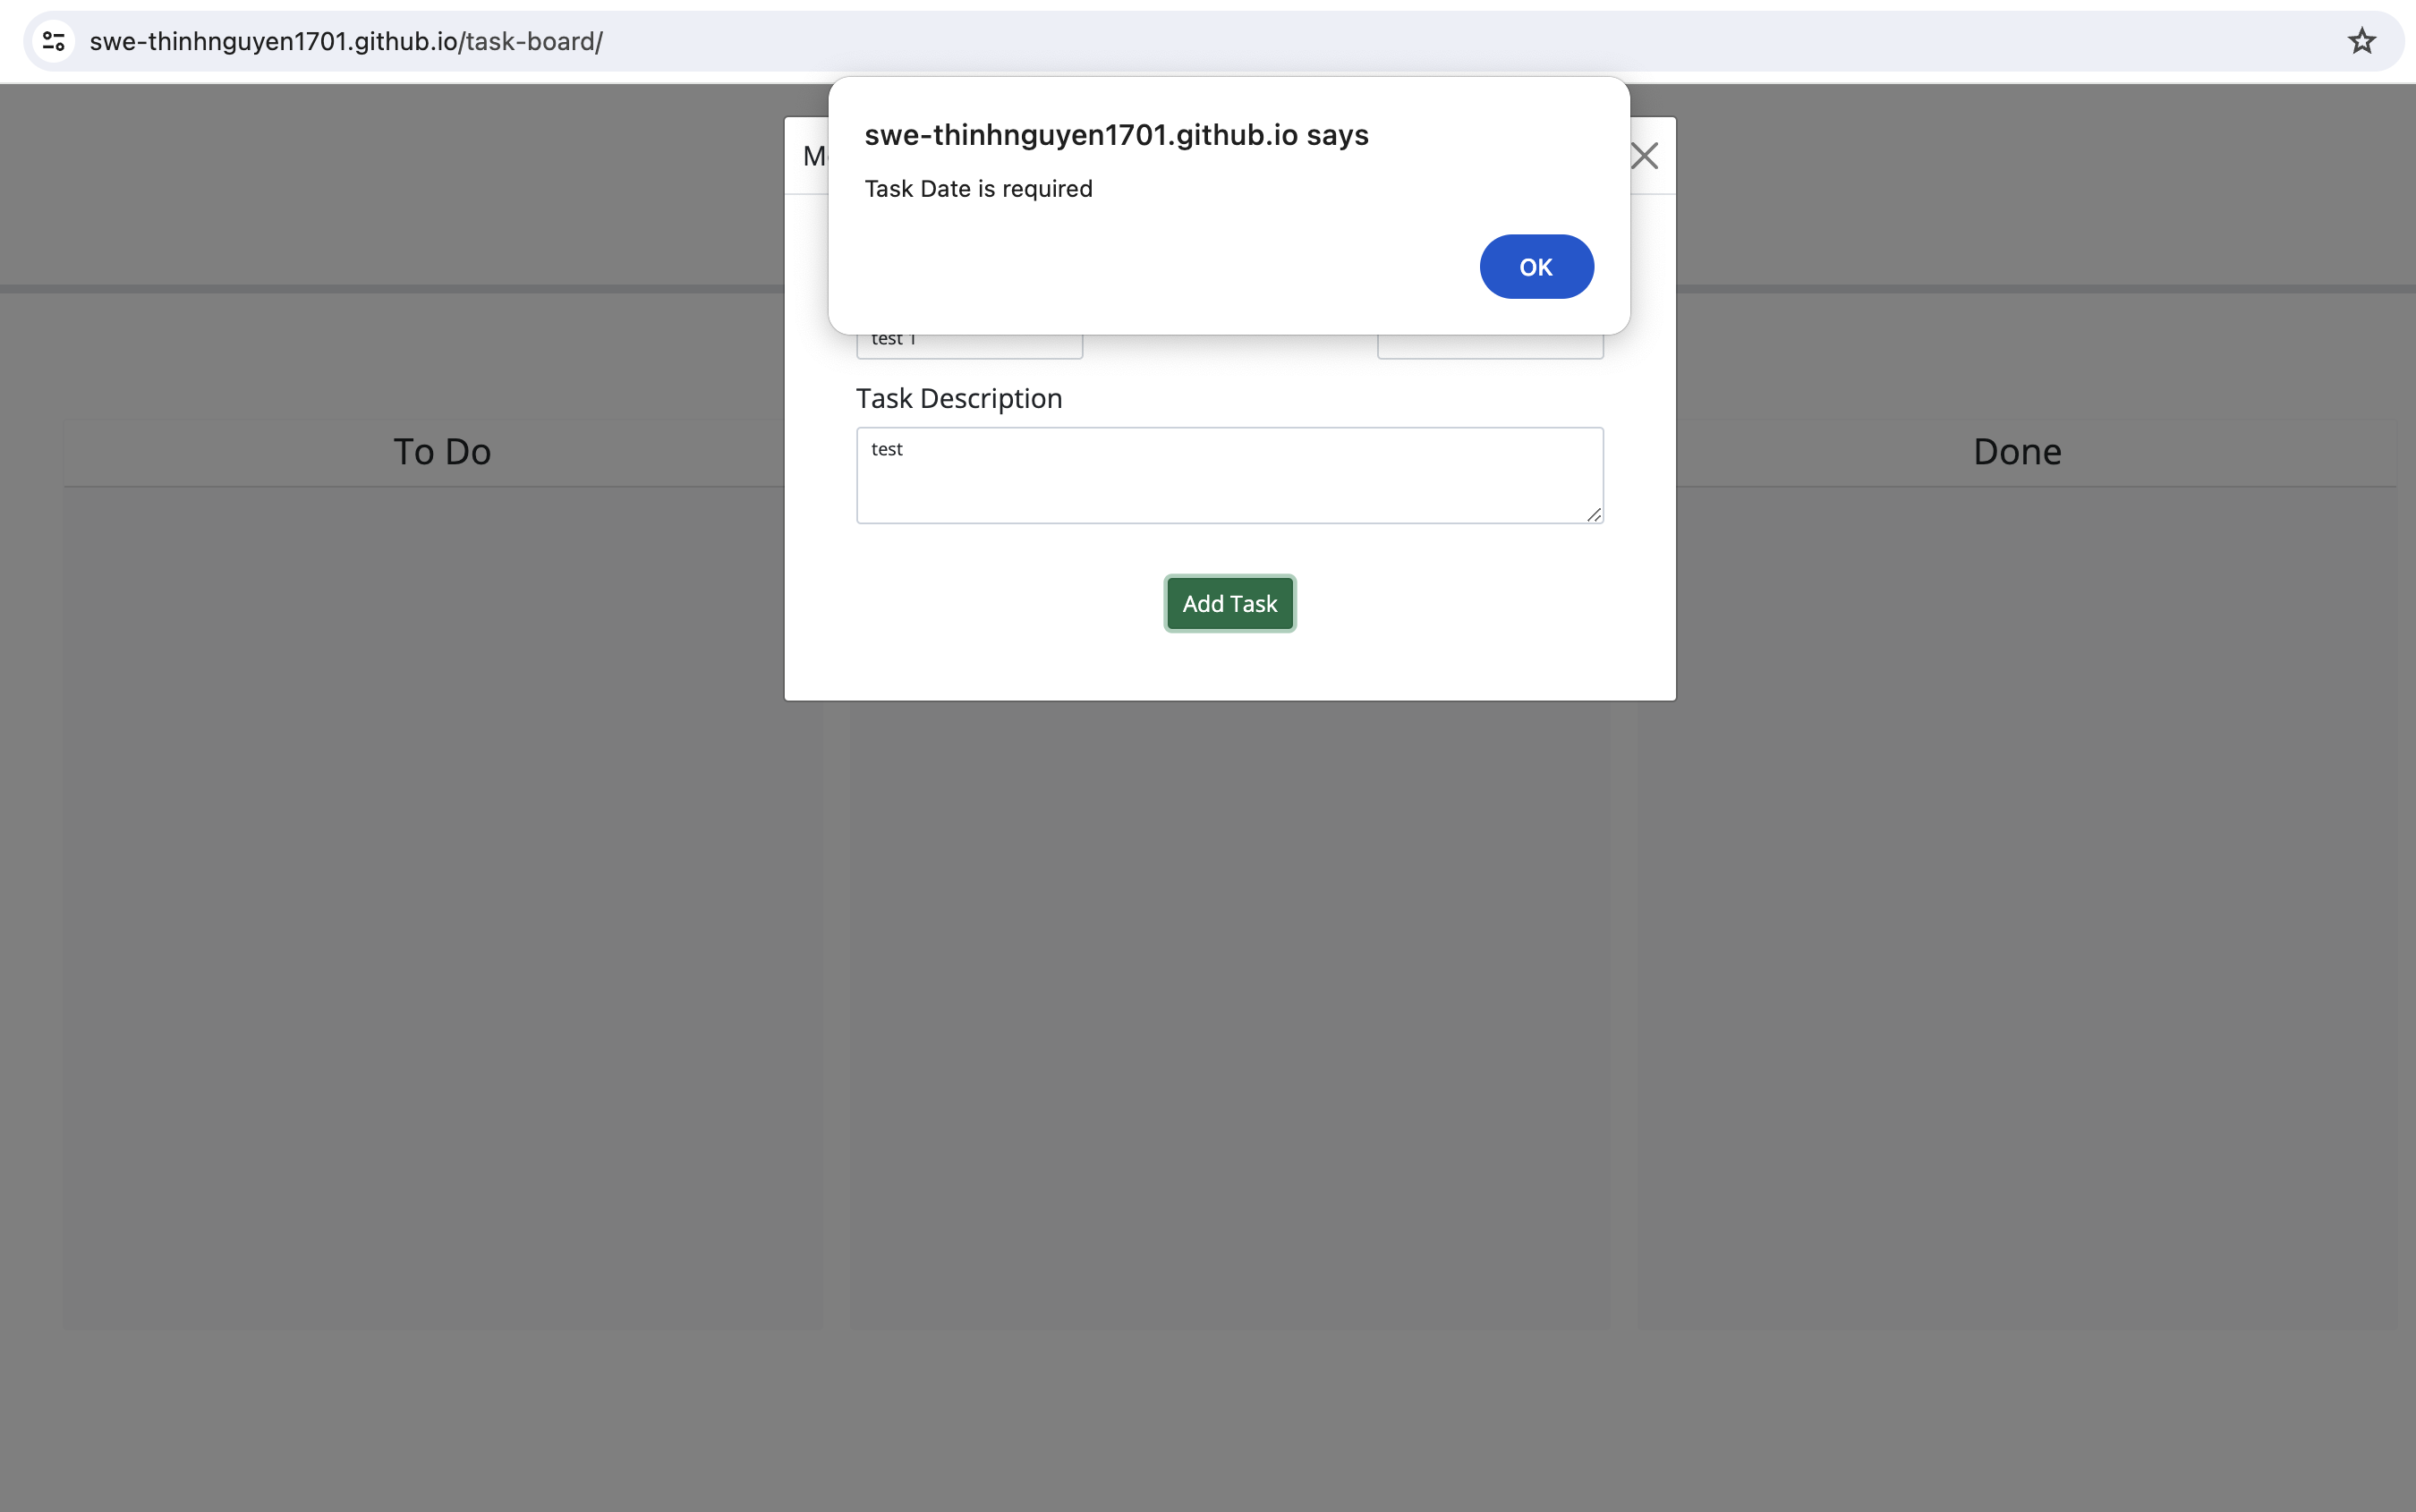 swe-thinhnguyen1701.github.io/task-board/
swe-thinhnguyen1701.github.io says
Task Date is required
OK
test 1
Task Description
test
To Do
Done
Add Task